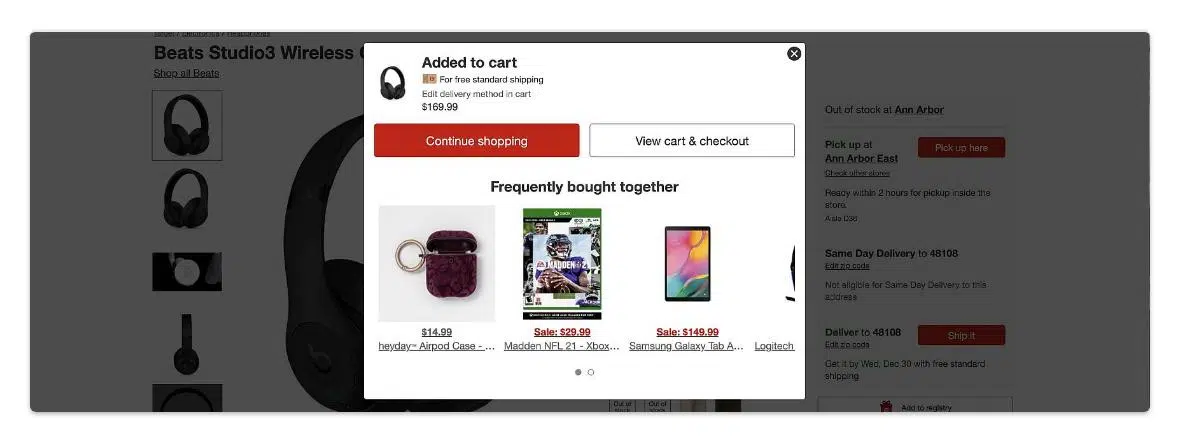 Target / Electronics / Headphones
Beats Studio3 Wireless
Shop all Beats
Added to cart
For free standard shipping
Edit delivery method in cart
$169.99
Continue shopping
View cart & checkout
Frequently bought together
$14.99
heyday™ Airpod Case - ...
MADDEN 21
Sale: $29.99
Madden NFL 21 - Xbox...
Sale: $149.99
Samsung Galaxy Tab A...
Logitech
Out of stock at Ann Arbor
Pick up at
Ann Arbor East
Pick up here
Check other stores
Ready within 2 hours for pickup inside the
store.
Aisle D36
Same Day Delivery to 48108
Edit zip code
Not eligible for Same Day Delivery to this
address
Deliver to 48108
Ship it
Edit zip code
Get it by Wed, Dec 30 with free standard
shipping
Out of
stock
Out of
stock
Add to registry